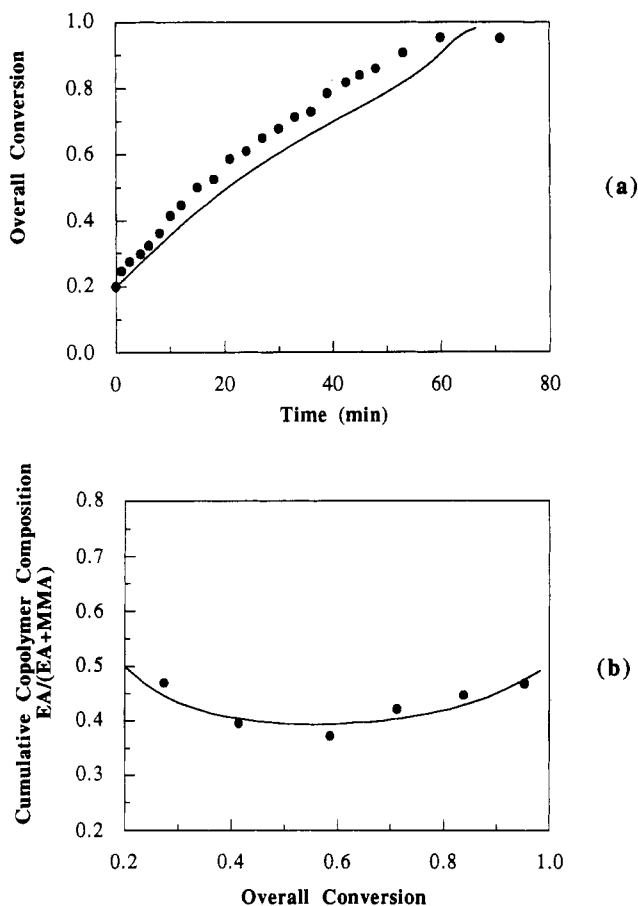 1.0
0.8
0.6
0.4
0.2
0.0
Overall Conversion
(a)
0 20 40 60 80
Time (min)
0.8
0.7
0.6
0.5
0.4
0.3
0.2
Cumulative Copolymer Composition
EA/(EA+MMA)
(b)
0.2 0.4 0.6 0.8 1.0
Overall Conversion